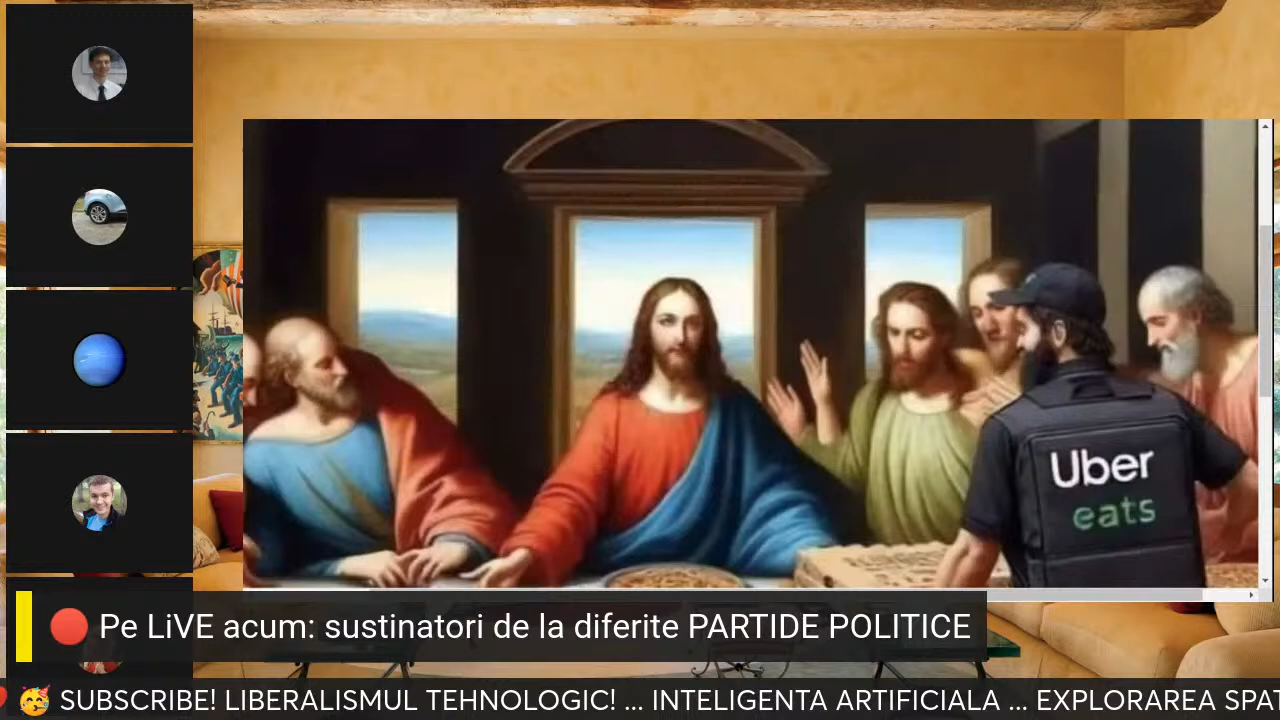 Uber
eats
Pe LiVE acum: sustinatori de la diferite PARTIDE POLITICE
SUBSCRIBE! LIBERALISMUL TEHNOLOGIC! ... INTELIGENTA ARTIFICIALA ... EXPLORAREA SPAT